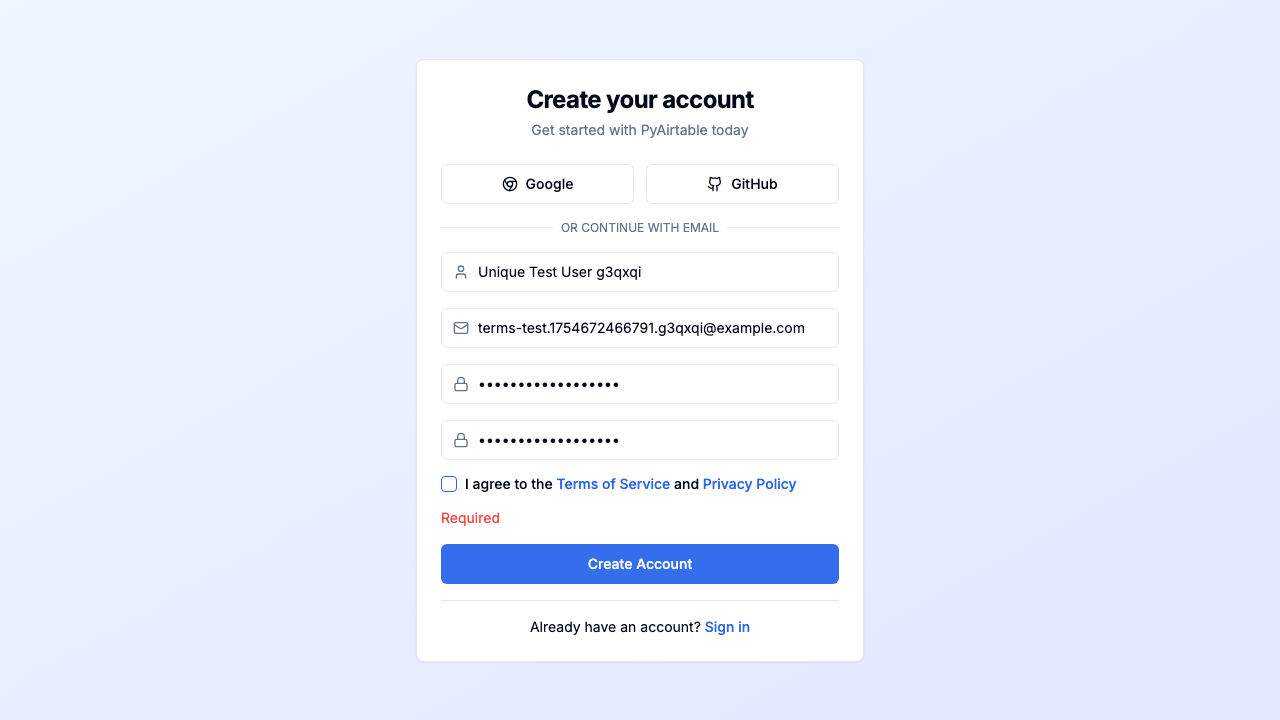 Create your account
Get started with PyAirtable today
Google
GitHub
OR CONTINUE WITH EMAIL
Unique Test User g3qxqi
terms-test.1754672466791.g3qxqi@example.com
••••••••••••••••••
••••••••••••••••••
I agree to the Terms of Service and Privacy Policy
Required
Create Account
Already have an account? Sign in